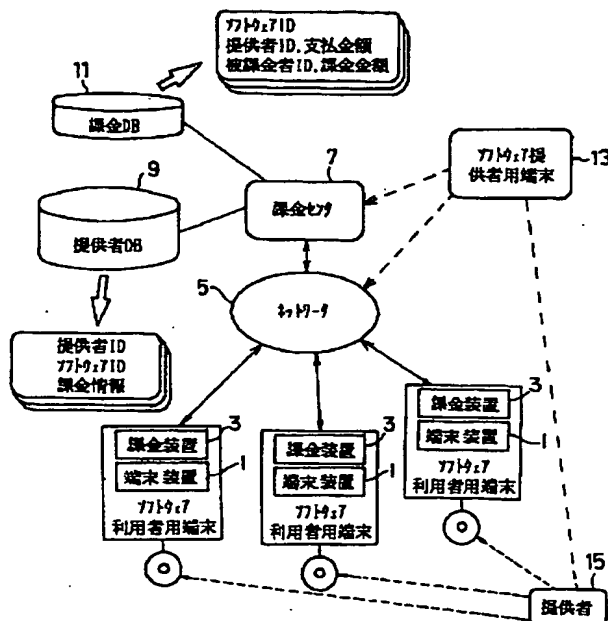 ソフトウェアID
提供者ID.支払金額
被課金者ID.課金金額
11
課金DB
7
ソフトウェア提
供者用端末
13
9
課金センタ
提供者DB
5
ネットワーク
提供者ID
ソフトウェアID
課金情報
課金装置
3
端末装置
1
ソフトウェア
利用者用端末
課金装置
3
端末装置
1
ソフトウェア
利用者用端末
課金装置
3
端末装置
1
ソフトウェア
利用者用端末
15
提供者